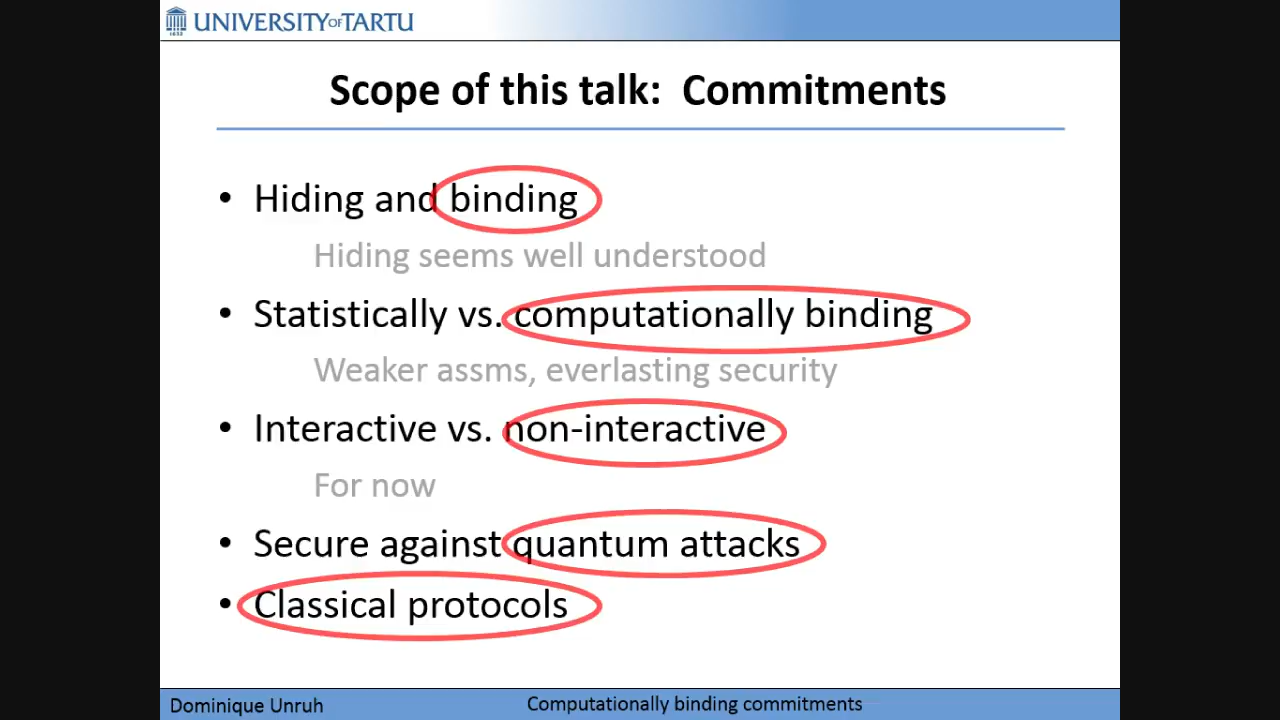 UNIVERSITY OF TARTU
1632
Scope of this talk: Commitments
• Hiding and binding
Hiding seems well understood
• Statistically vs. computationally binding
Weaker assms, everlasting security
• Interactive vs. non-interactive
For now
• Secure against quantum attacks
• Classical protocols
Dominique Unruh
Computationally binding commitments